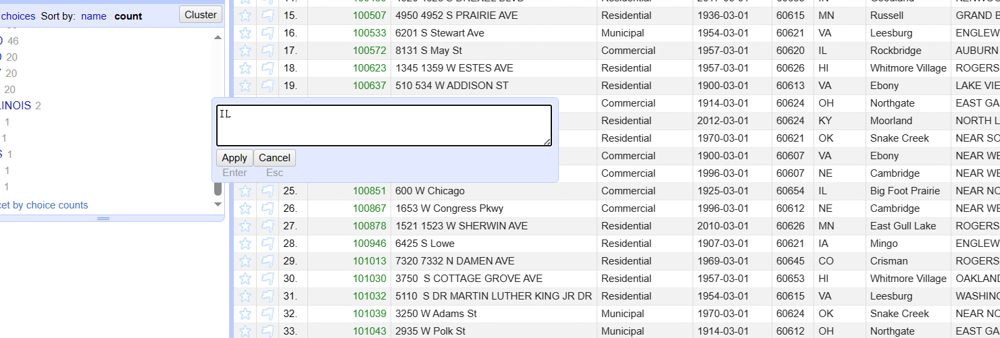 choices Sort by: name count Cluster
46
20
20
20
LINOIS 2
1
1
1
1
1
cet by choice counts
15. 100507 4950 4952 S PRAIRIE AVE Residential 1936-03-01 60615 MN Russell GRAND B
16. 100533 6201 S Stewart Ave Municipal 1954-03-01 60621 VA Leesburg ENGLEW
17. 100572 8131 S May St Commercial 1957-03-01 60620 IL Rockbridge AUBURN
18. 100623 1345 1359 W ESTES AVE Residential 1957-03-01 60626 HI Whitmore Village ROGERS
19. 100637 510 534 W ADDISON ST Residential 1900-03-01 60613 VA Ebony LAKE VIE
Commercial 1914-03-01 60624 OH Northgate EAST GA
Residential 2012-03-01 60624 KY Moorland NORTH L
Residential 1970-03-01 60621 OK Snake Creek NEAR SO
Commercial 1900-03-01 60607 VA Ebony NEAR WE
Commercial 1996-03-01 60607 NE Cambridge NEAR WE
IL
Apply Cancel
Enter Esc
25. 100851 600 W Chicago Commercial 1925-03-01 60654 IL Big Foot Prairie NEAR NO
26. 100867 1653 W Congress Pkwy Commercial 1996-03-01 60612 NE Cambridge NEAR WE
27. 100878 1521 1523 W SHERWIN AVE Residential 2010-03-01 60626 MN East Gull Lake ROGERS
28. 100946 6425 S Lowe Residential 1907-03-01 60621 IA Mingo ENGLEW
29. 101013 7320 7332 N DAMEN AVE Residential 1969-03-01 60645 CO Crisman ROGERS
30. 101030 3750 S COTTAGE GROVE AVE Residential 1957-03-01 60653 HI Whitmore Village OAKLAND
31. 101032 5110 S DR MARTIN LUTHER KING JR DR Residential 1954-03-01 60615 VA Leesburg WASHING
32. 101039 3250 W Adams St Municipal 1970-03-01 60624 OK Snake Creek NEAR SO
33. 101043 2935 W Polk St Municipal 1914-03-01 60612 OH Northgate EAST GA